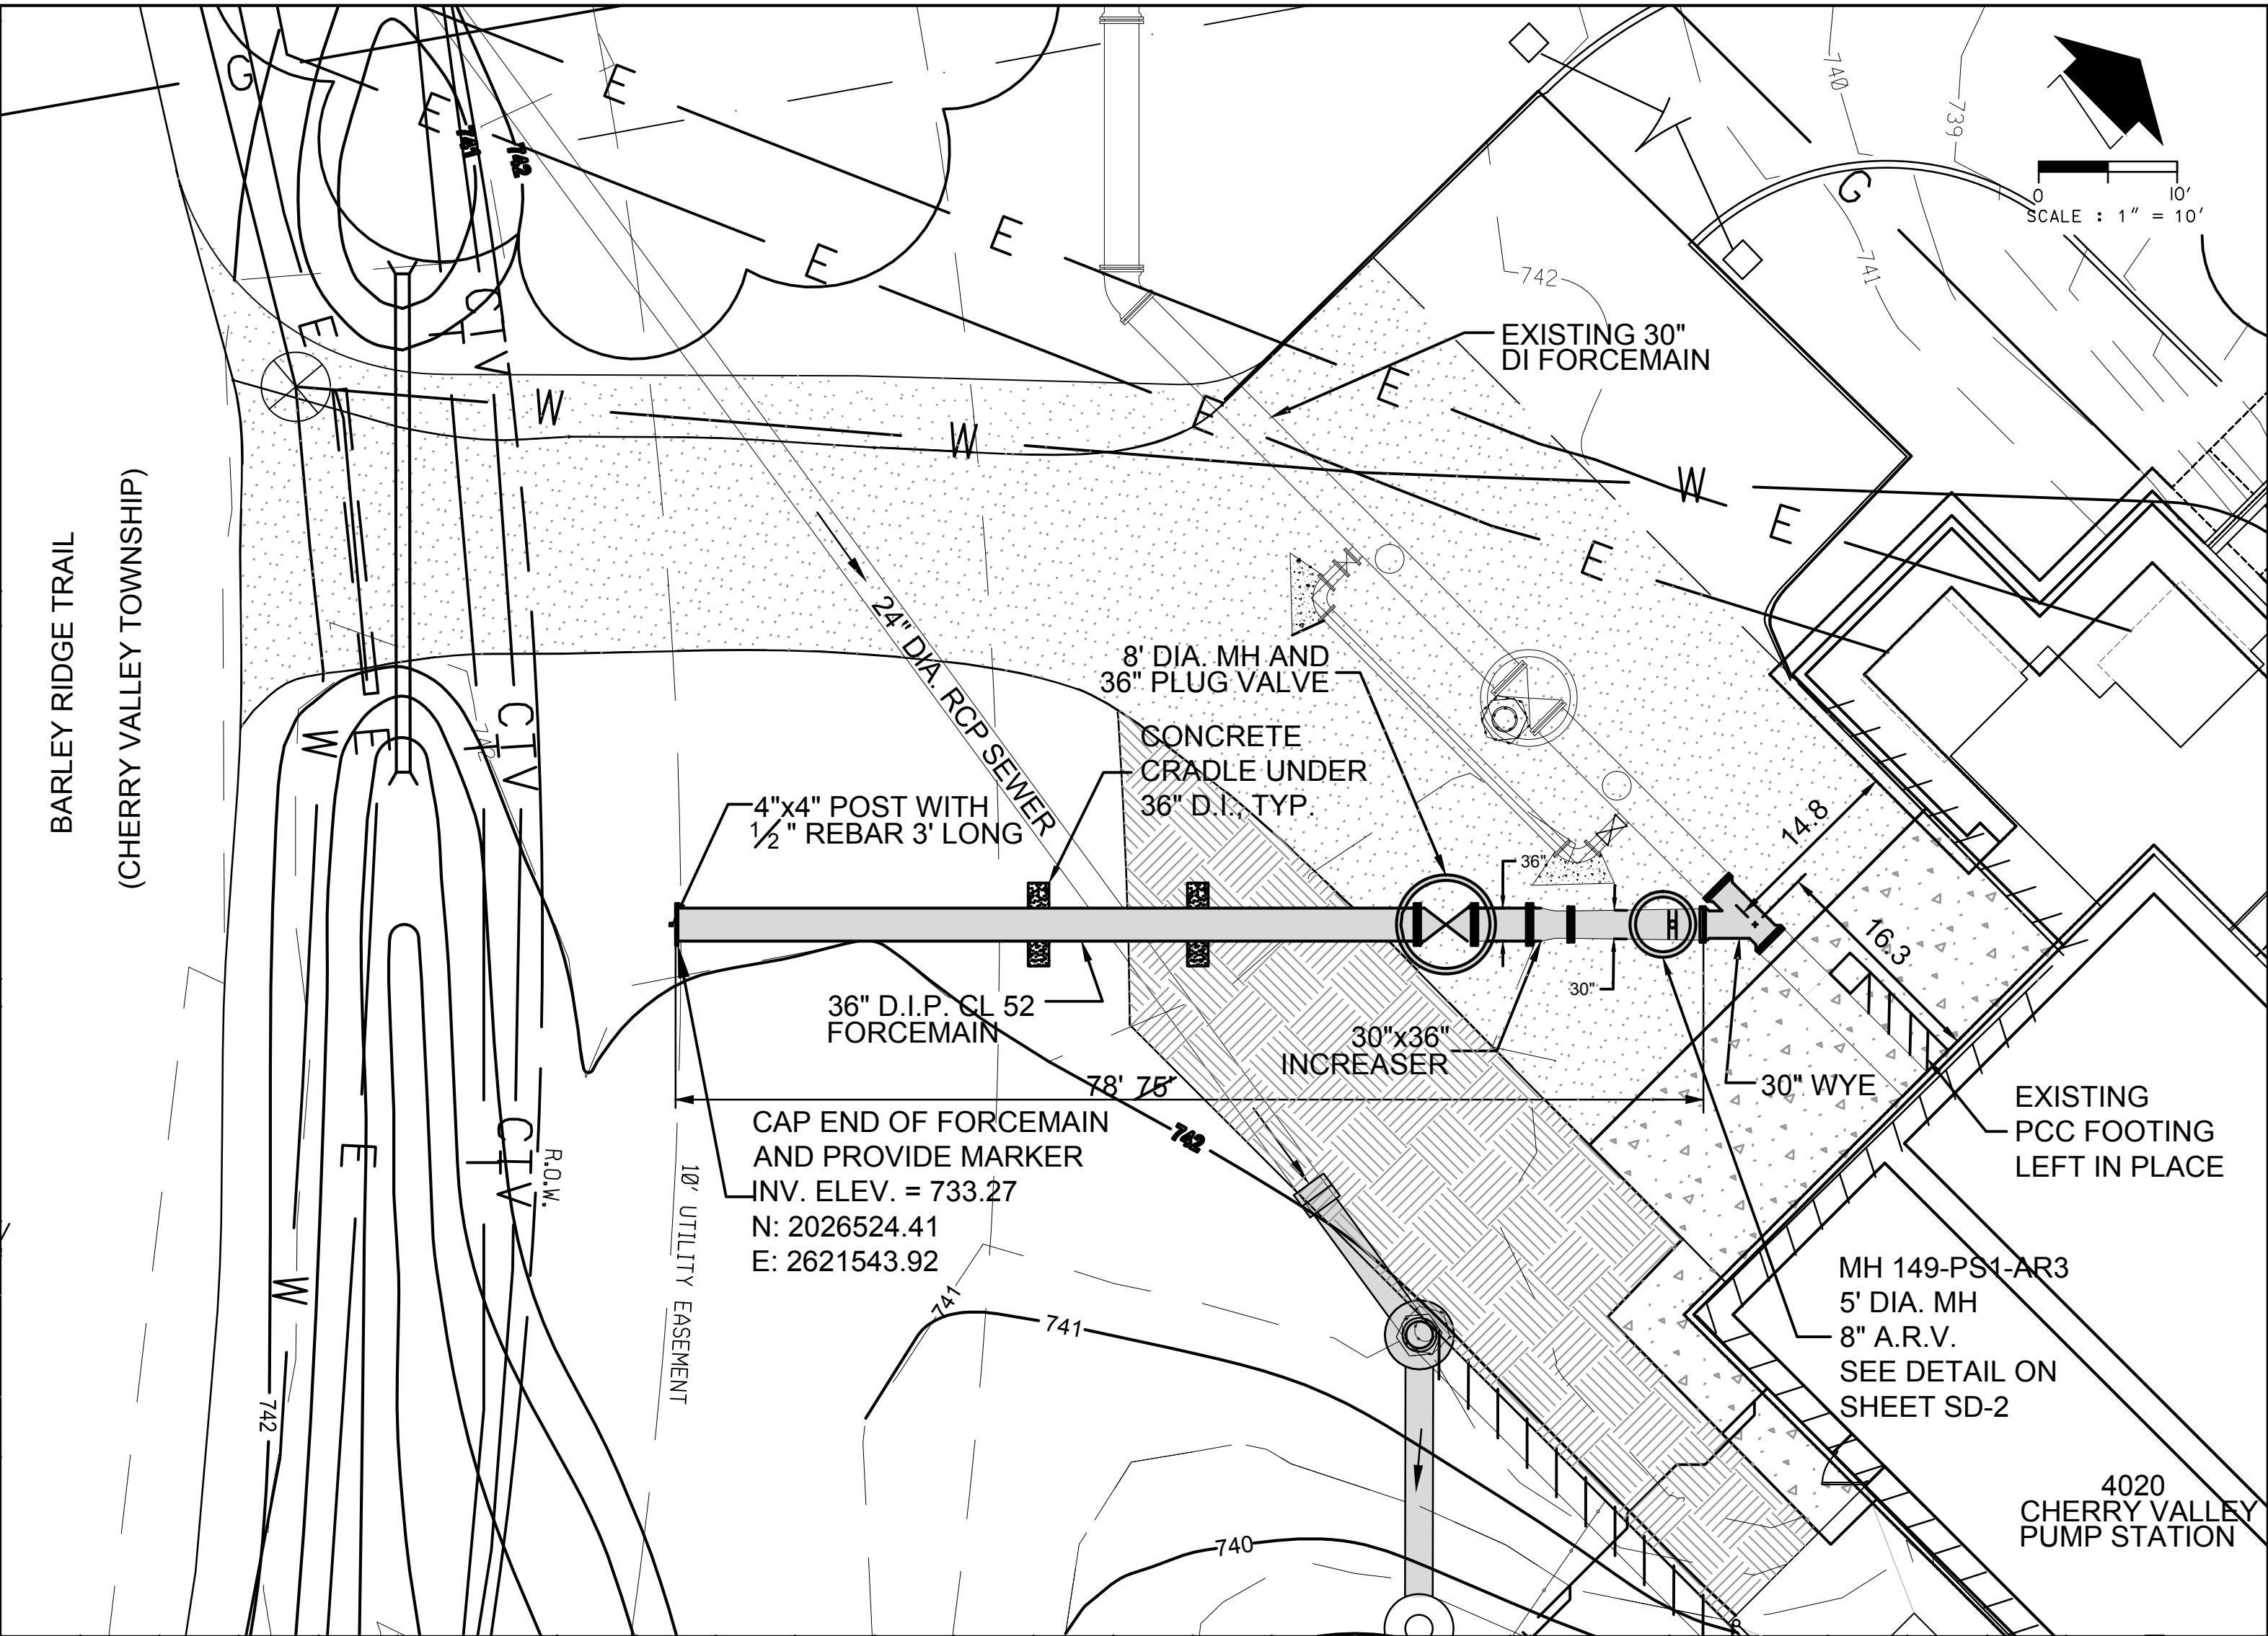 G
E
E
741
742
E
E
740
739
G
741
0 10'
SCALE : 1" = 10'
742
EXISTING 30"
DI FORCEMAIN
E
CTV
W
W
E
E
W
E
E
BARLEY RIDGE TRAIL
(CHERRY VALLEY TOWNSHIP)
24" DIA. RCP SEWER
8' DIA. MH AND
36" PLUG VALVE
CONCRETE
CRADLE UNDER
36" D.I., TYP.
4"x4" POST WITH
1/2" REBAR 3' LONG
W
E
742
CTV
36"
30"
14.8
16.3
36" D.I.P. CL 52
FORCEMAIN
30"x36"
INCREASER
30" WYE
78' 75'
EXISTING
PCC FOOTING
LEFT IN PLACE
CAP END OF FORCEMAIN
AND PROVIDE MARKER
INV. ELEV. = 733.27
N: 2026524.41
E: 2621543.92
742
E
CTV
R.O.W.
10' UTILITY EASEMENT
W
742
741
741
740
MH 149-PS1-AR3
5' DIA. MH
8" A.R.V.
SEE DETAIL ON
SHEET SD-2
4020
CHERRY VALLEY
PUMP STATION